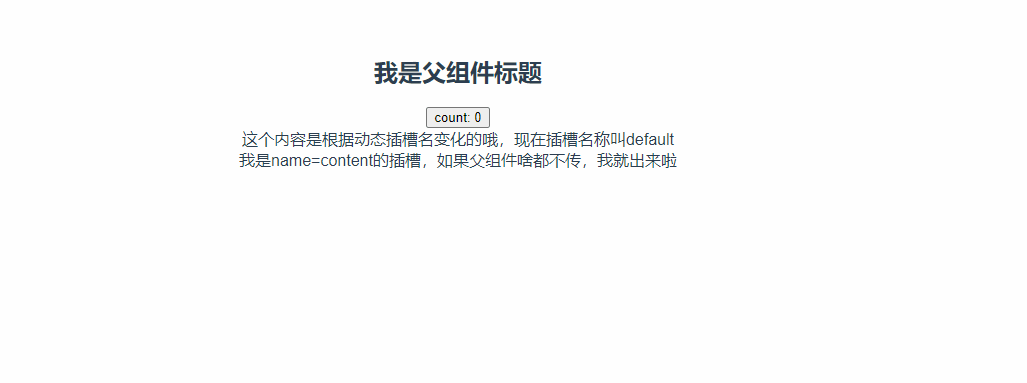 我是父组件标题
count: 0
这个内容是根据动态插槽名变化的哦，现在插槽名称叫default
我是name=content的插槽，如果父组件啥都不传，我就出来啦